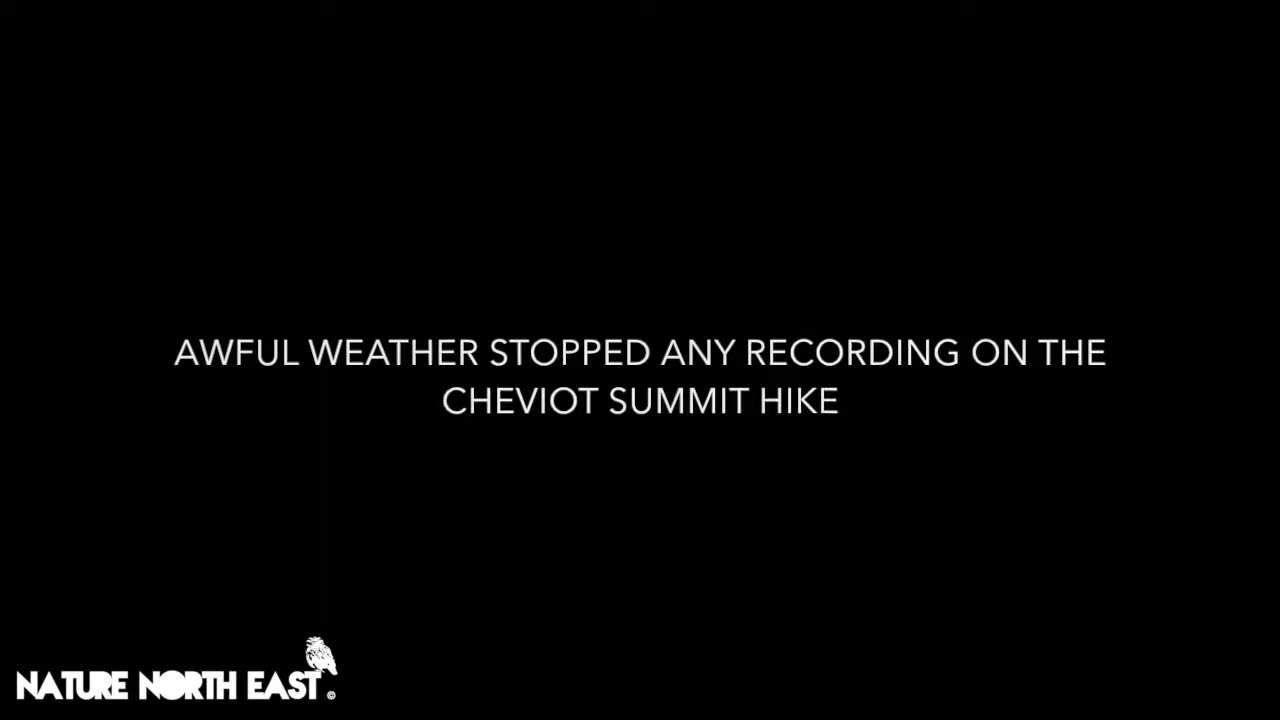 AWFUL WEATHER STOPPED ANY RECORDING ON THE
CHEVIOT SUMMIT HIKE
NATURE NORTH EAST ©